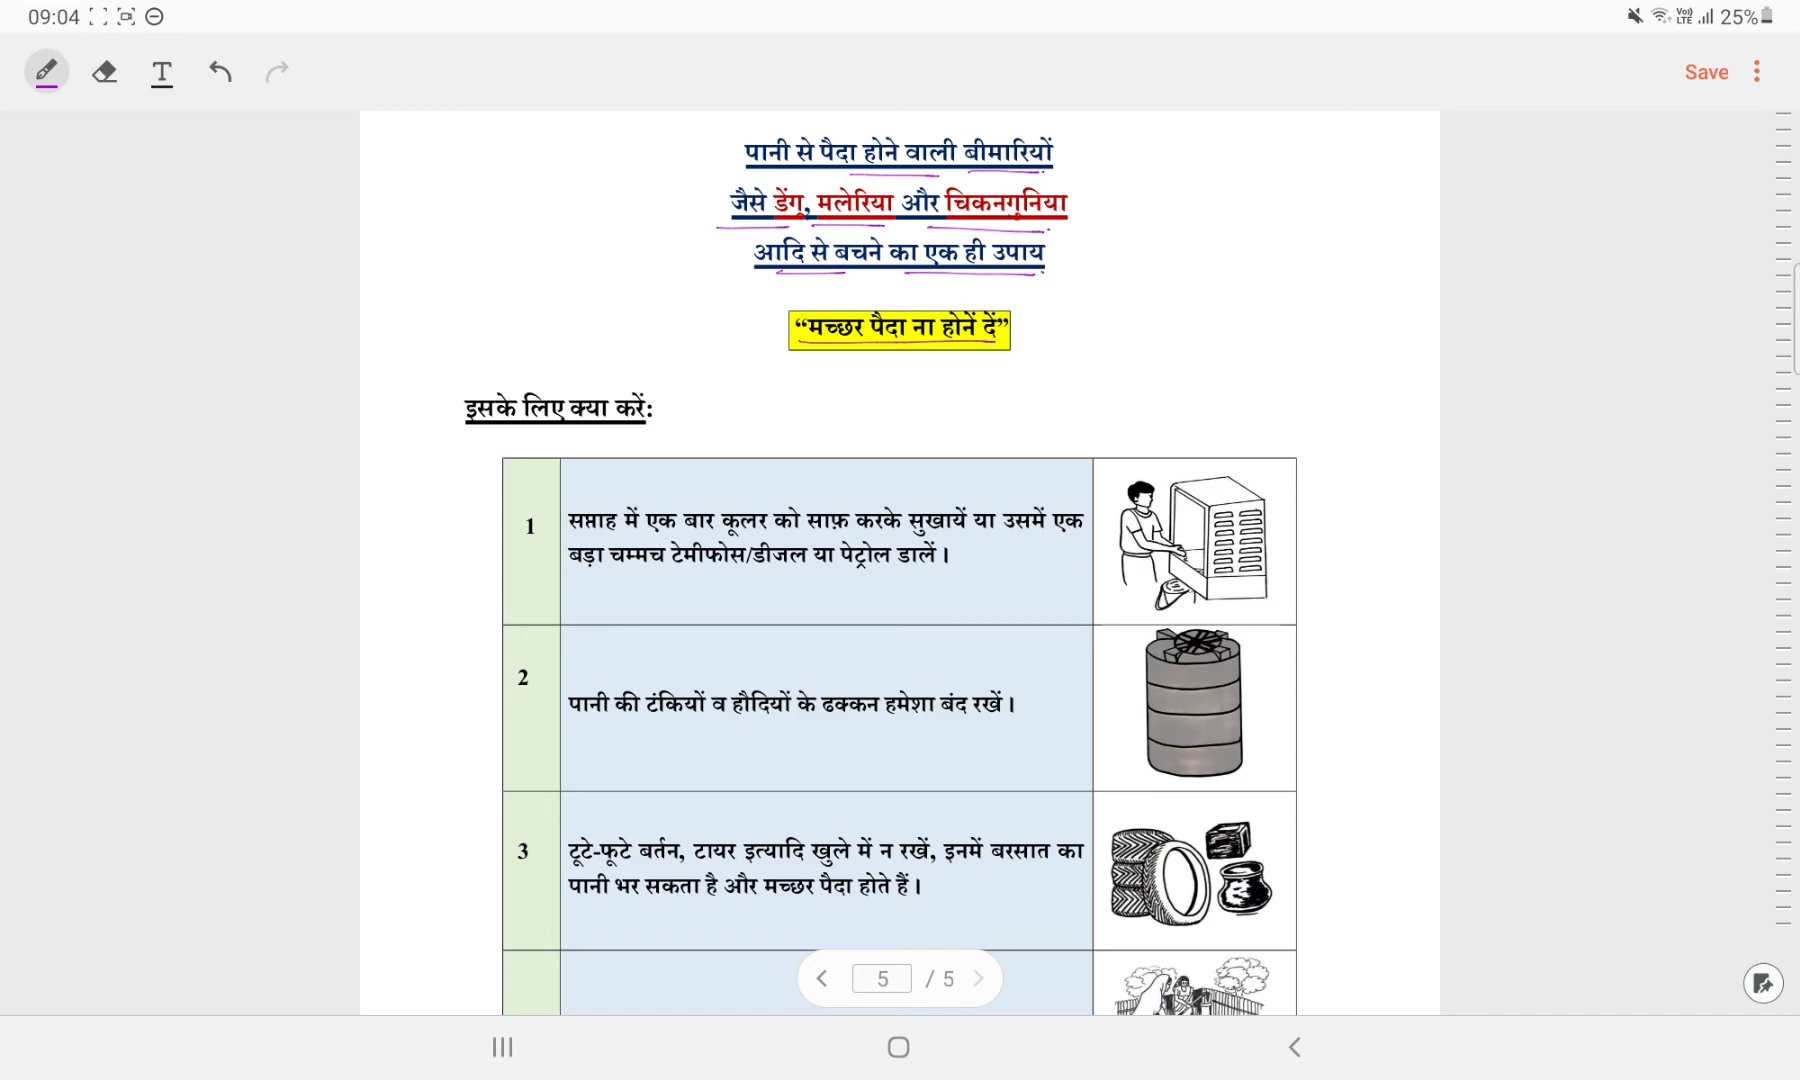 09:04
Vo))
LTE
25%
T
Save
पानी से पैदा होने वाली बीमारियों
जैसे डेंगू, मलेरिया और चिकनगुनिया
आदि से बचने का एक ही उपाय
“मच्छर पैदा ना होनें दें”
इसके लिए क्या करें:
1
सप्ताह में एक बार कूलर को साफ़ करके सुखायें या उसमें एक
बड़ा चम्मच टेमीफोस/डीजल या पेट्रोल डालें।
2
पानी की टंकियों व हौदियों के ढक्कन हमेशा बंद रखें।
3
टूटे-फूटे बर्तन, टायर इत्यादि खुले में न रखें, इनमें बरसात का
पानी भर सकता है और मच्छर पैदा होते हैं।
5 / 5